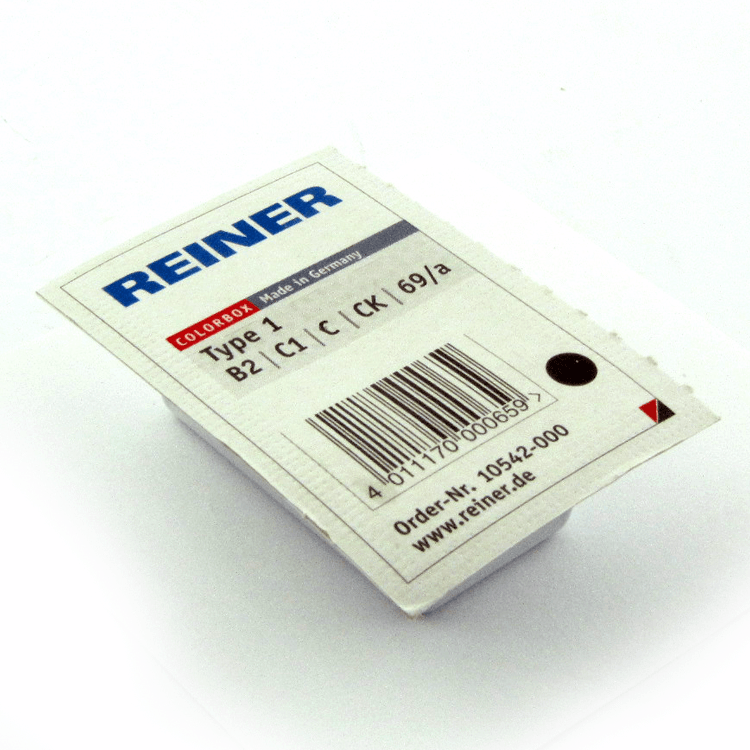 REINER
COLORBOX Made in Germany
Type 1
B2 | C1 | C | CK | 69/a
4 011170 000659 >
Order-Nr. 10542-000
www.reiner.de